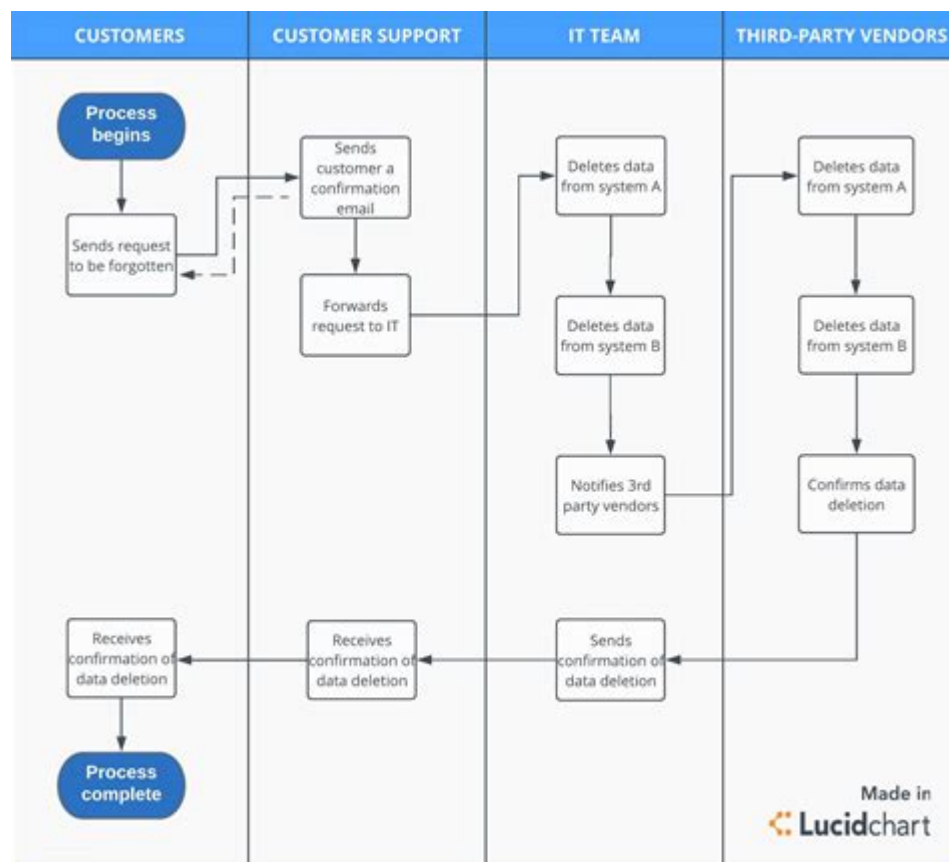 CUSTOMERS
CUSTOMER SUPPORT
IT TEAM
THIRD-PARTY VENDORS
Process
begins
Sends request
to be forgotten
Sends
customer a
confirmation
email
Forwards
request to IT
Deletes data
from system A
Deletes data
from system B
Notifies 3rd
party vendors
Deletes data
from system A
Deletes data
from system B
Confirms data
deletion
Sends
confirmation of
data deletion
Receives
confirmation of
data deletion
Receives
confirmation of
data deletion
Process
complete
Made in
Lucidchart